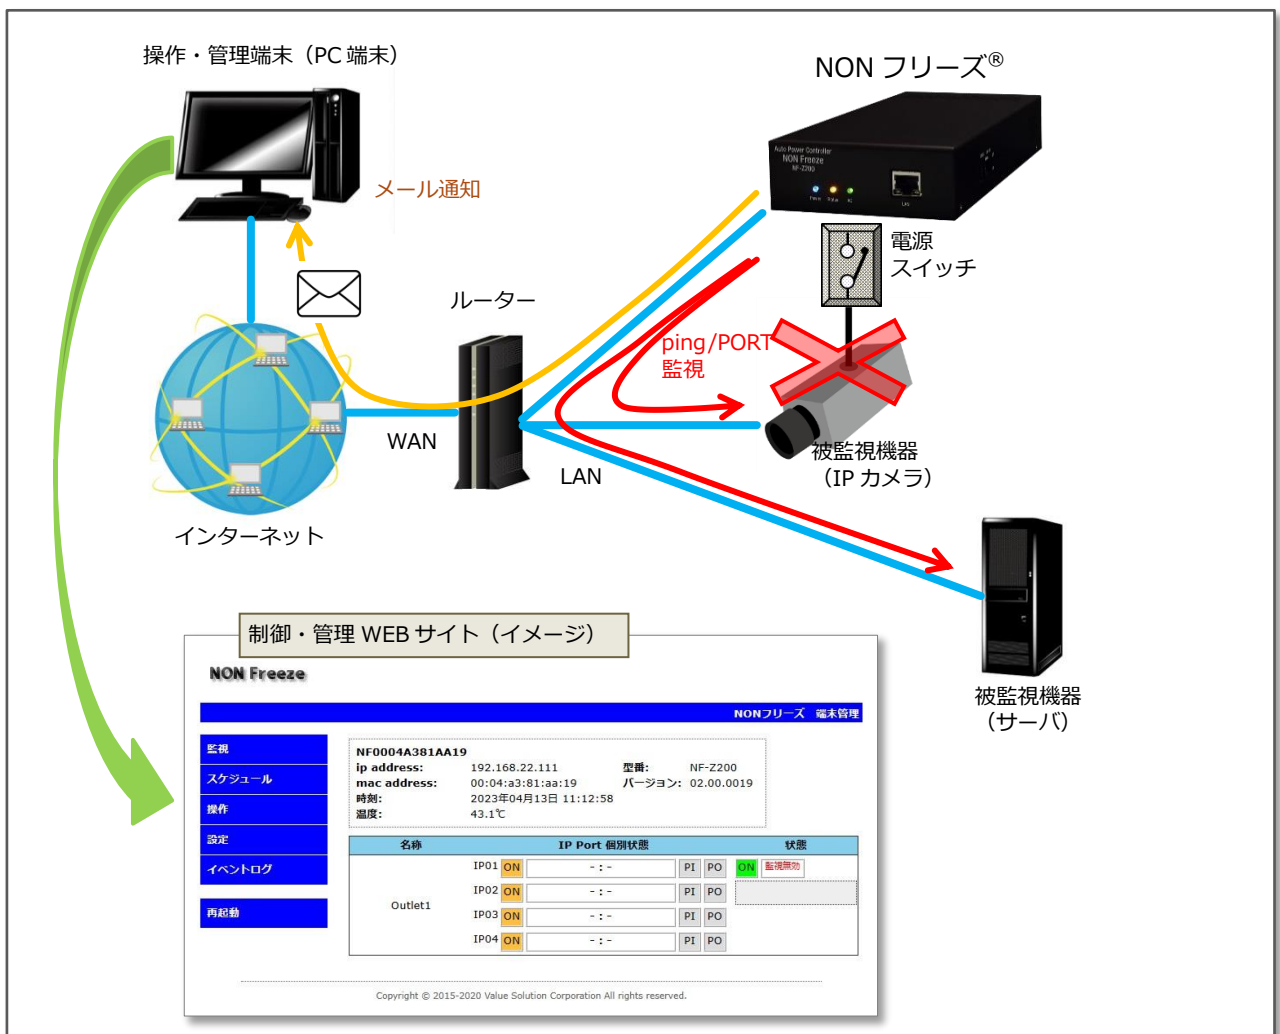 操作・管理端末（PC 端末）
NON フリーズ®
Auto Power Controller
NON Freeze
NF-Z200
LAN
メール通知
電源
スイッチ
ルーター
ping/PORT
監視
WAN
LAN
被監視機器
（IP カメラ）
インターネット
被監視機器
（サーバ）
制御・管理 WEB サイト（イメージ）
NON Freeze
NONフリーズ 端末管理
監視
スケジュール
操作
設定
イベントログ
再起動
NF0004A381AA19
ip address: 192.168.22.111 型番: NF-Z200
mac address: 00:04:a3:81:aa:19 バージョン: 02.00.0019
時刻: 2023年04月13日 11:12:58
温度: 43.1℃
名称 IP Port 個別状態 状態
IP01 ON -:- PI PO ON 監視無効
IP02 ON -:- PI PO
Outlet1
IP03 ON -:- PI PO
IP04 ON -:- PI PO
Copyright © 2015-2020 Value Solution Corporation All rights reserved.